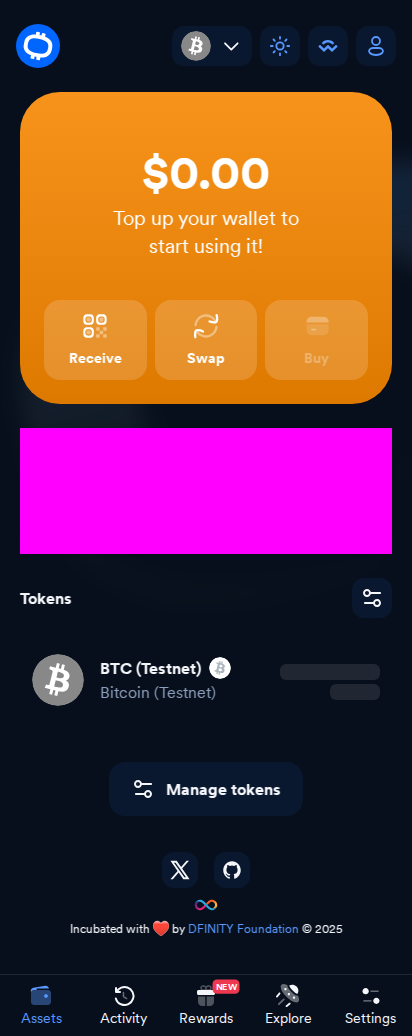 $0.00
Top up your wallet to
start using it!
Receive
Swap
Buy
Tokens
BTC (Testnet)
Bitcoin (Testnet)
Manage tokens
Incubated with ❤️ by DFINITY Foundation © 2025
NEW
Assets
Activity
Rewards
Explore
Settings